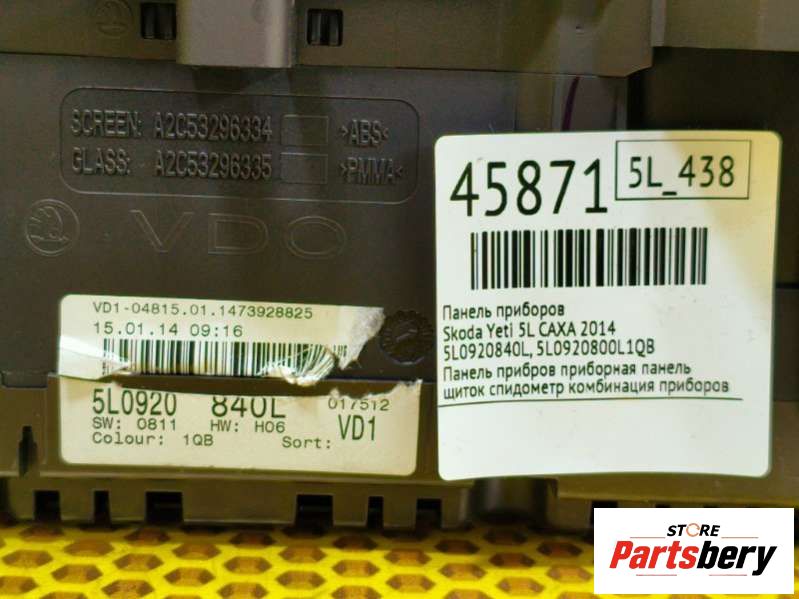 SCREEN: A2C53296334 >ABS<
GLASS: A2C53296335 >PMMA<
VDO
VD1-04815.01.1473928825
15.01.14 09:16
5L0920 840L 017512
SW: 0811 HW: H06 VD1
Colour: 1QB Sort:
45871 5L_438
Панель приборов
Skoda Yeti 5L CAXA 2014
5L0920840L, 5L0920800L1QB
Панель прибров приборная панель
щиток спидометр комбинация приборов
STORE
Partsbery